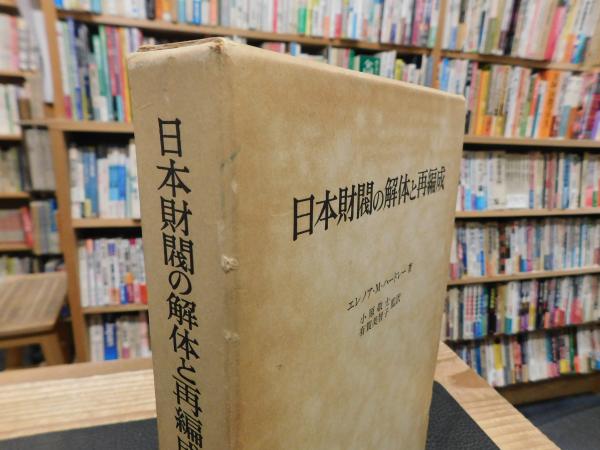 日本財閥の解体と再編成
日本財閥の解体と再編成
エレノア・M・ハードレー著
小原敬士
有賀美智子 監訳